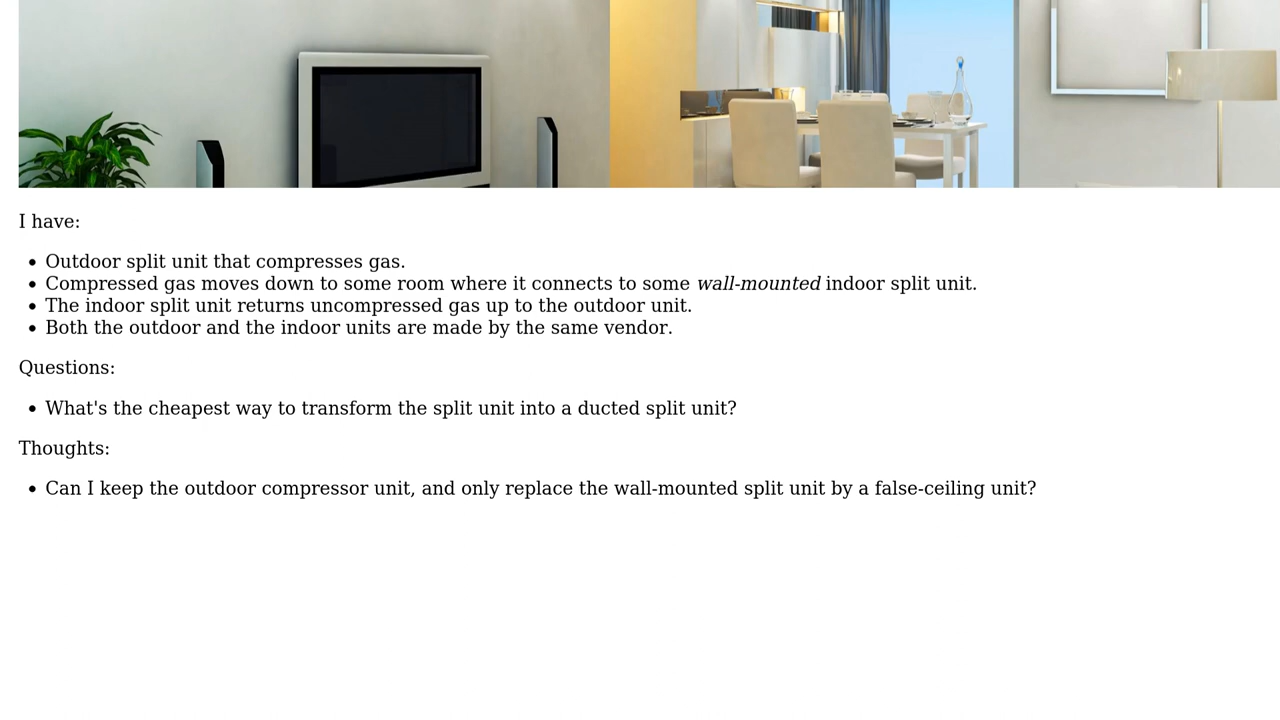 I have:
• Outdoor split unit that compresses gas.
• Compressed gas moves down to some room where it connects to some wall-mounted indoor split unit.
• The indoor split unit returns uncompressed gas up to the outdoor unit.
• Both the outdoor and the indoor units are made by the same vendor.
Questions:
• What's the cheapest way to transform the split unit into a ducted split unit?
Thoughts:
• Can I keep the outdoor compressor unit, and only replace the wall-mounted split unit by a false-ceiling unit?